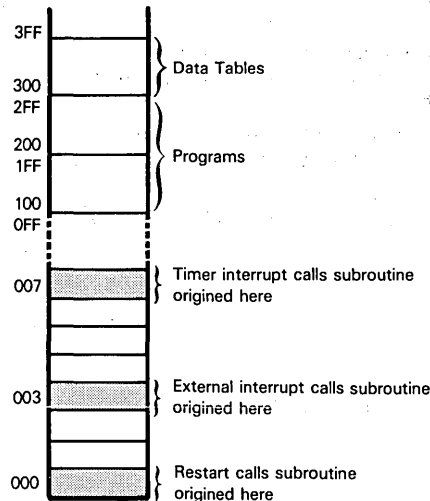 3FF
Data Tables
300
2FF
200
Programs
1FF
100
0FF
Timer interrupt calls subroutine
007
origined here
External interrupt calls subroutine
003
origined here
Restart calls subroutine
000
origined here